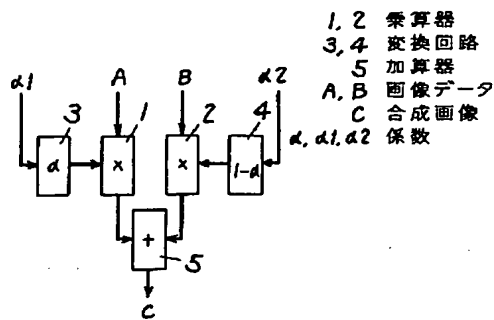 1, 2 乗算器
3, 4 変換回路
5 加算器
A, B 画像データ
C 合成画像
α, α1, α2 係数
α1
A
B
α2
3
1
2
4
α
×
×
1-α
+
5
C